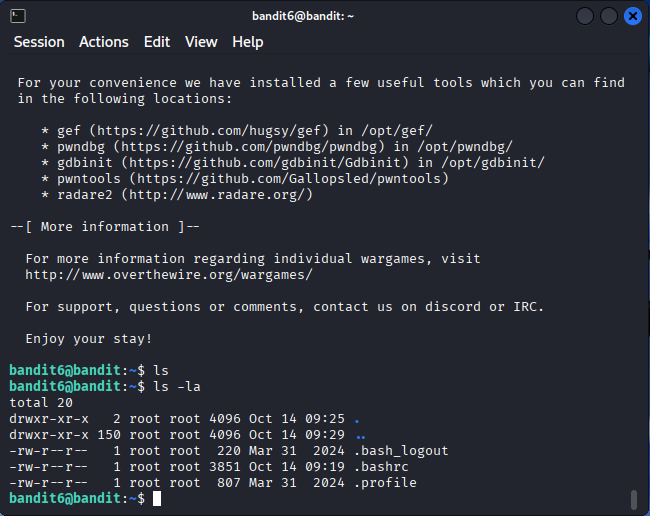 bandit6@bandit: ~
Session Actions Edit View Help
For your convenience we have installed a few useful tools which you can find
in the following locations:
* gef (https://github.com/hugsy/gef) in /opt/gef/
* pwndbg (https://github.com/pwndbg/pwndbg) in /opt/pwndbg/
* gdbinit (https://github.com/gdbinit/Gdbinit) in /opt/gdbinit/
* pwntools (https://github.com/Gallopsled/pwntools)
* radare2 (http://www.radare.org/)
--[ More information ]--
For more information regarding individual wargames, visit
http://www.overthewire.org/wargames/
For support, questions or comments, contact us on discord or IRC.
Enjoy your stay!
bandit6@bandit:~$ ls
bandit6@bandit:~$ ls -la
total 20
drwxr-xr-x   2 root root 4096 Oct 14 09:25 .
drwxr-xr-x 150 root root 4096 Oct 14 09:29 ..
-rw-r--r--   1 root root  220 Mar 31  2024 .bash_logout
-rw-r--r--   1 root root 3851 Oct 14 09:19 .bashrc
-rw-r--r--   1 root root  807 Mar 31  2024 .profile
bandit6@bandit:~$